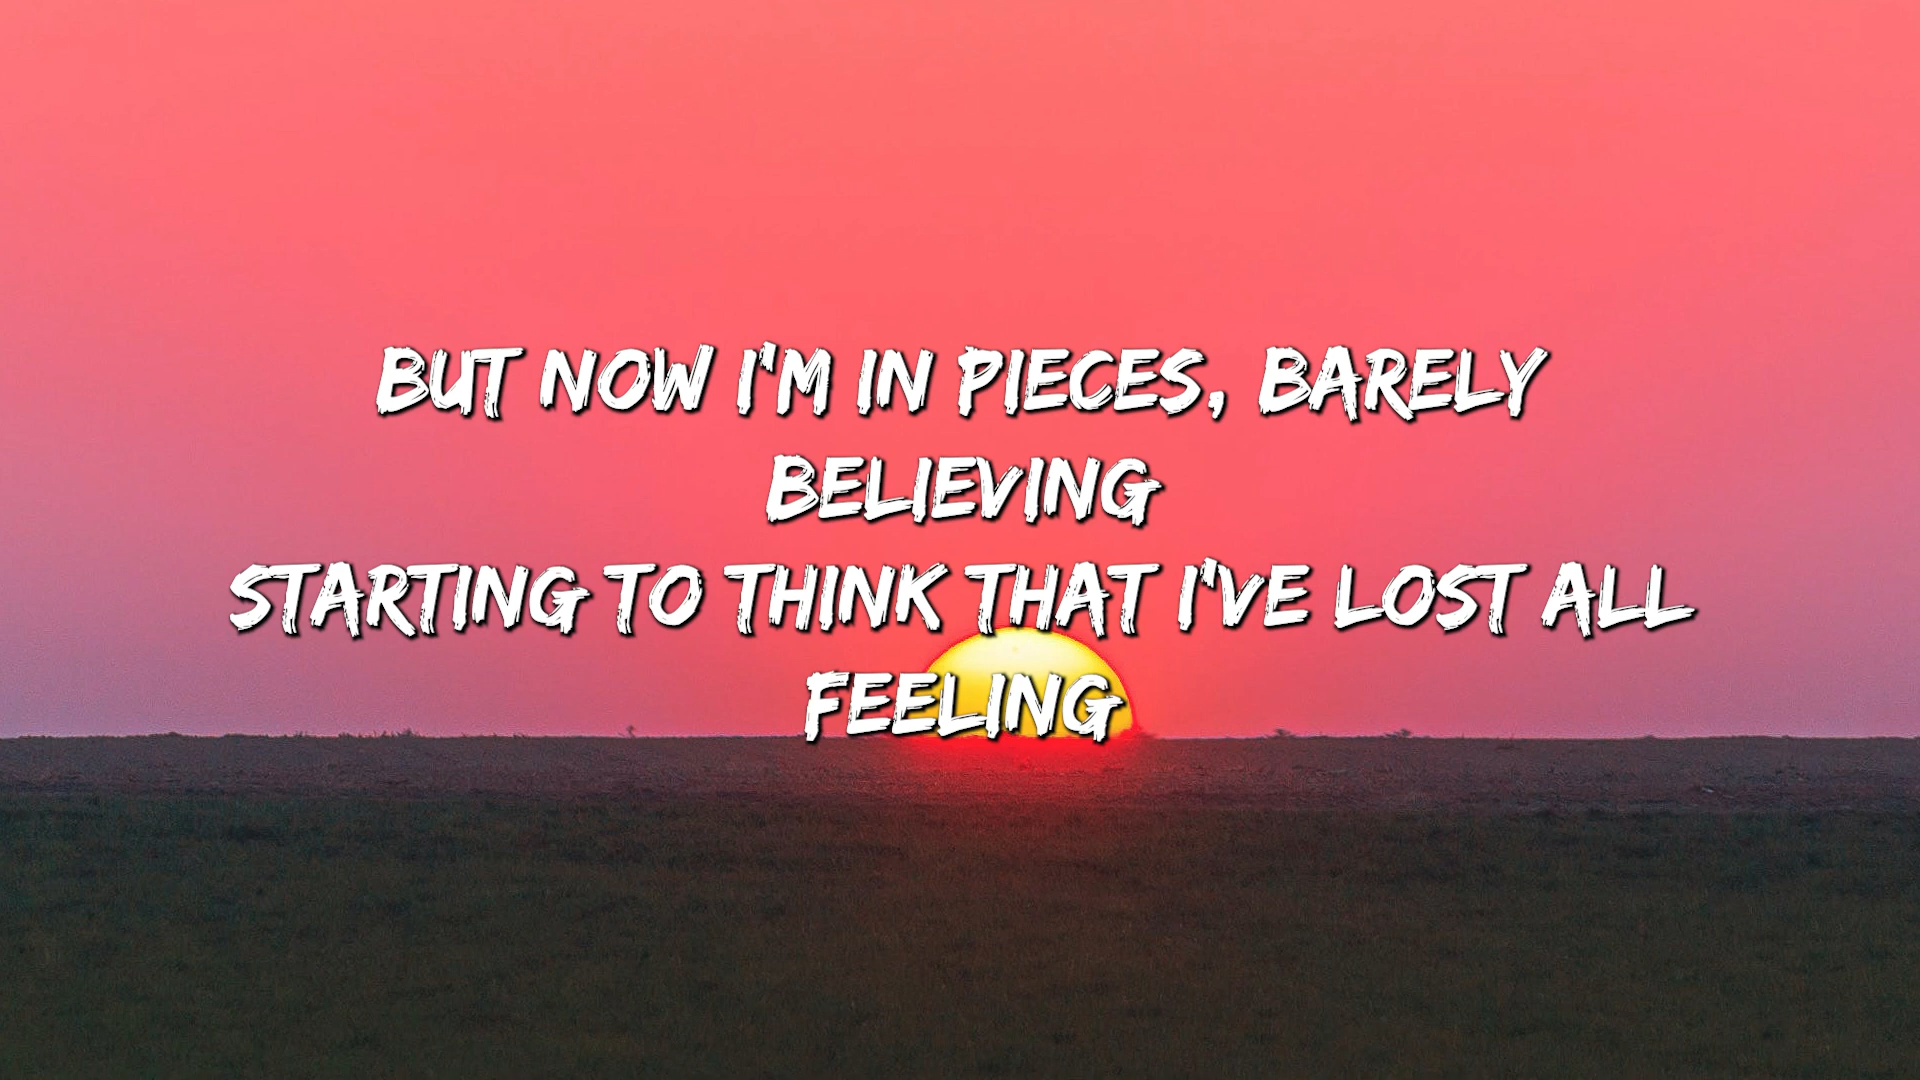 BUT NOW I'M IN PIECES, BARELY
BELIEVING
STARTING TO THINK THAT I'VE LOST ALL
FEELING